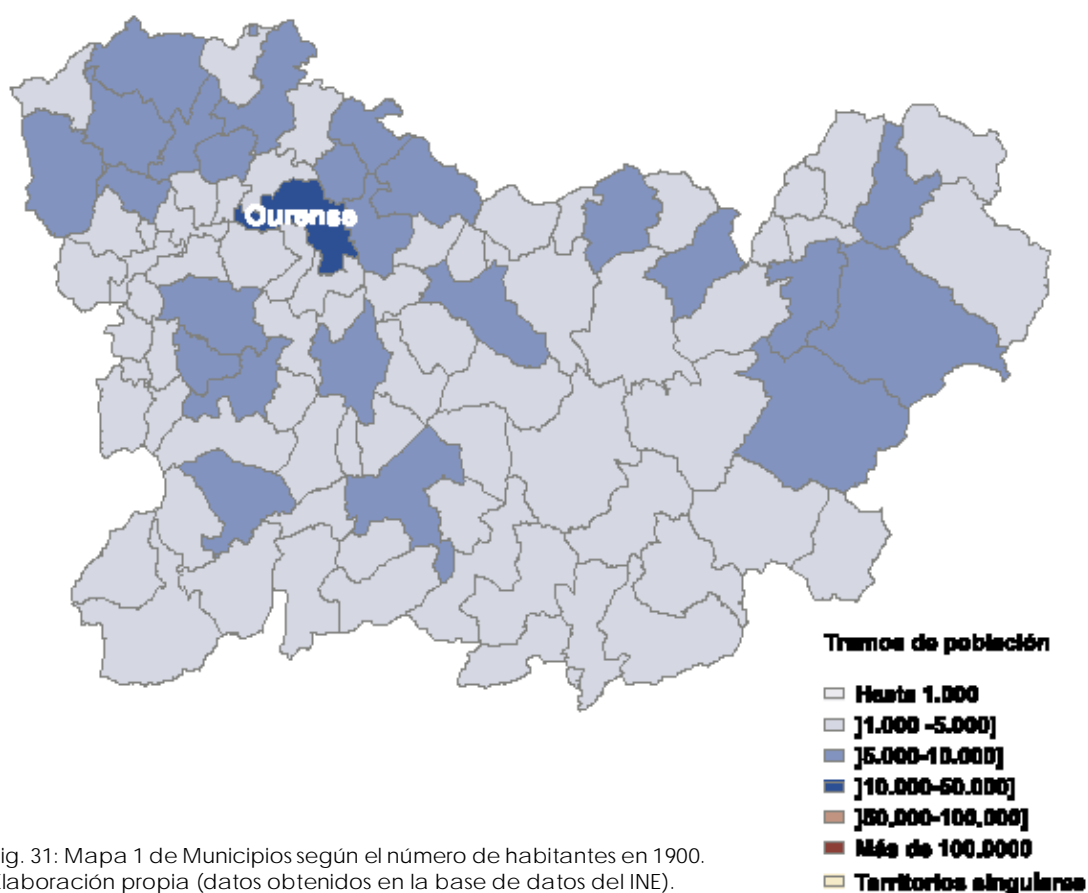 Ourense
Tramos de población
Hasta 1.000
]1.000 -5.000]
]5.000-10.000]
]10.000-50.000]
]50,000-100,000]
Más de 100.0000
Territorios singulares
ig. 31: Mapa 1 de Municipios según el número de habitantes en 1900.
laboración propia (datos obtenidos en la base de datos del INE).